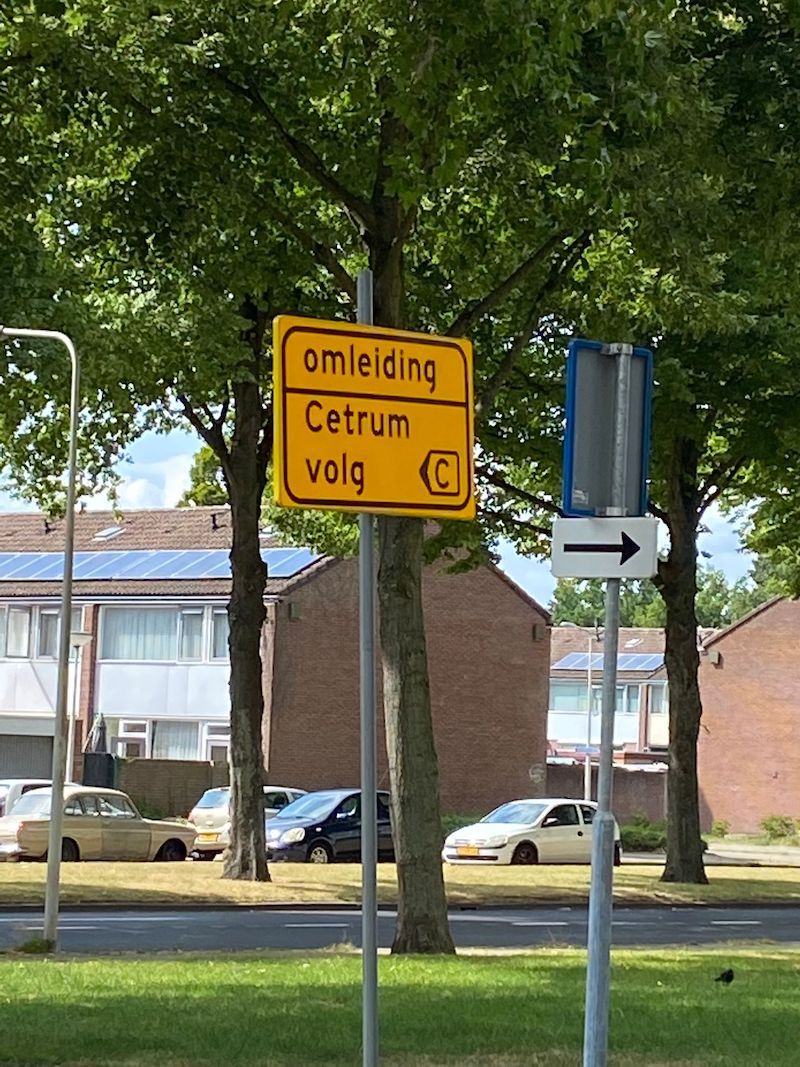 omleiding
Cetrum
volg C